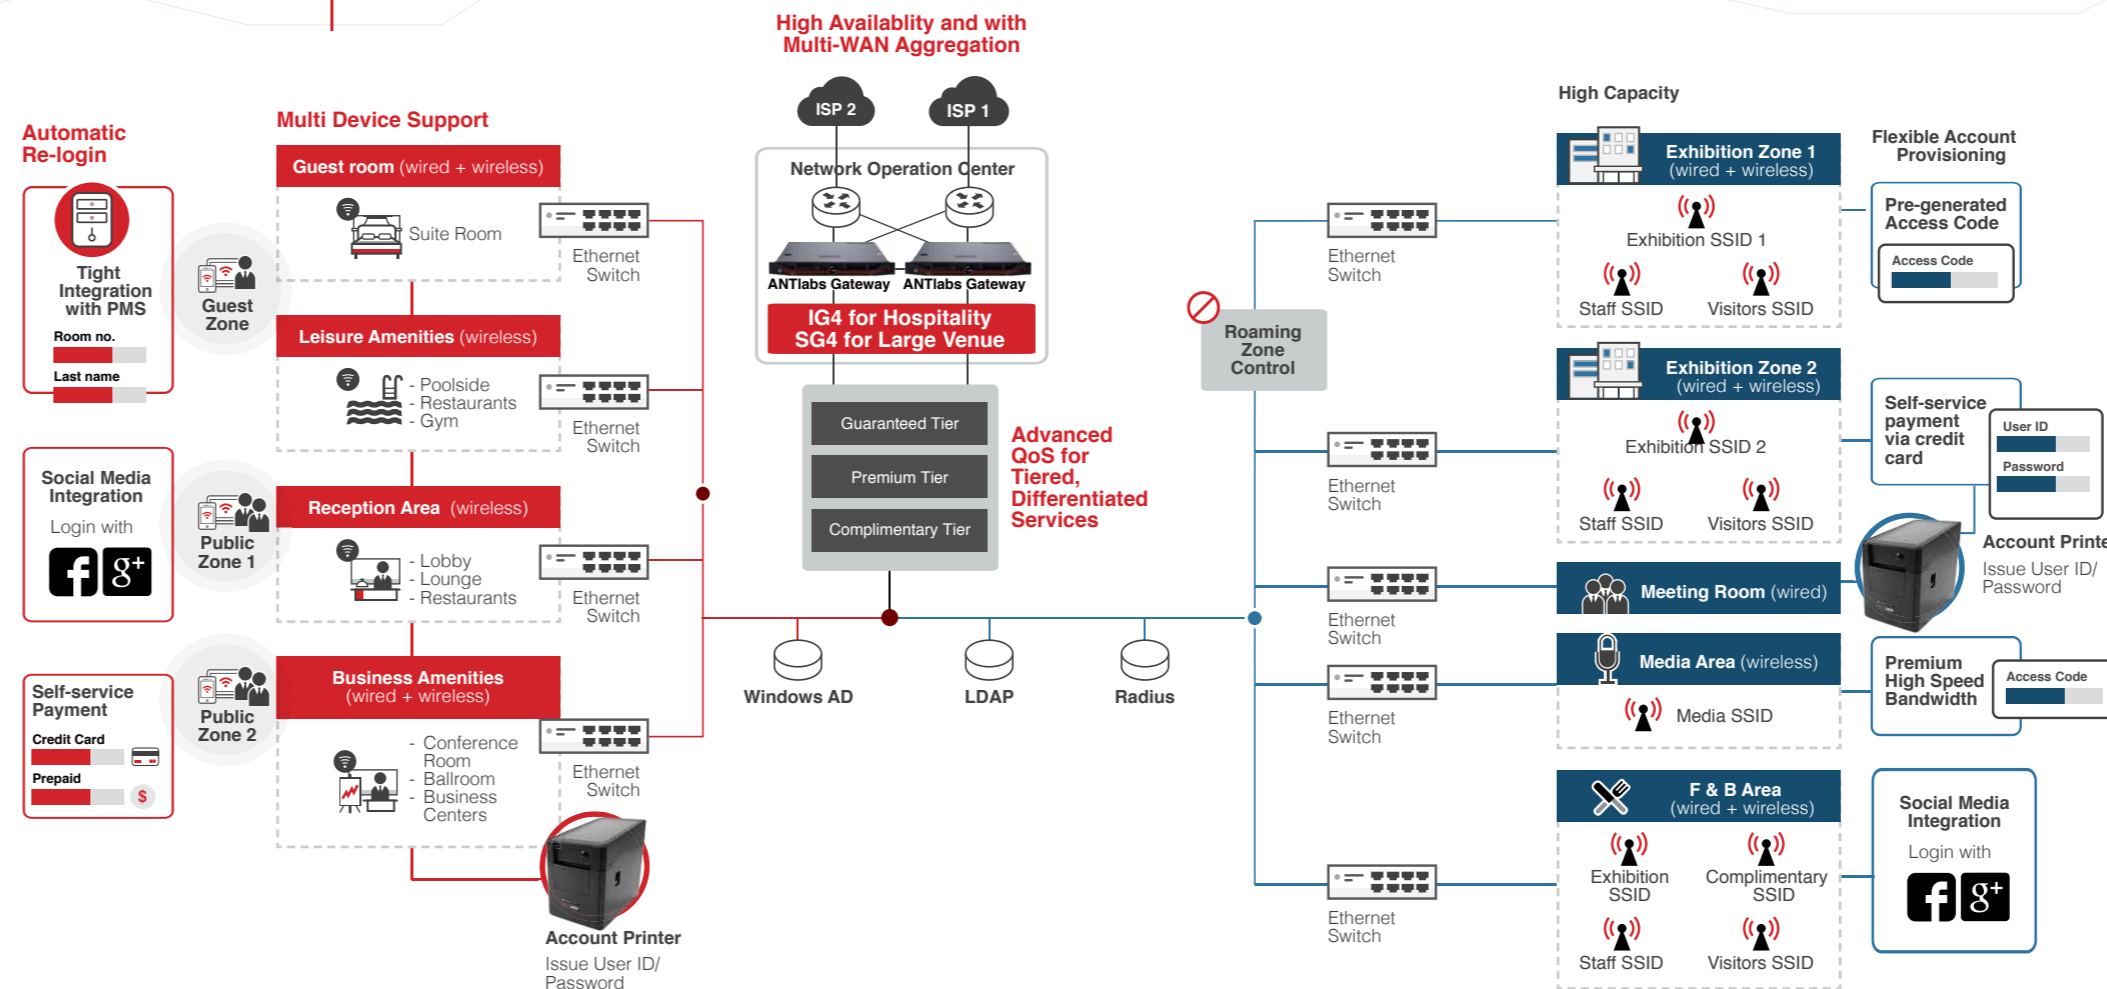 High Availablity and with
Multi-WAN Aggregation
ISP 2
ISP 1
Network Operation Center
ANTlabs Gateway
ANTlabs Gateway
IG4 for Hospitality
SG4 for Large Venue
Guaranteed Tier
Premium Tier
Complimentary Tier
Advanced
QoS for
Tiered,
Differentiated
Services
Windows AD
LDAP
Radius
Automatic
Re-login
Tight
Integration
with PMS
Room no.
Last name
Social Media
Integration
Login with
f
g+
Self-service
Payment
Credit Card
Prepaid
$
Guest
Zone
Public
Zone 1
Public
Zone 2
Multi Device Support
Guest room (wired + wireless)
Suite Room
Ethernet
Switch
Leisure Amenities (wireless)
- Poolside
- Restaurants
- Gym
Ethernet
Switch
Reception Area (wireless)
- Lobby
- Lounge
- Restaurants
Ethernet
Switch
Business Amenities
(wired + wireless)
- Conference
Room
- Ballroom
- Business
Centers
Ethernet
Switch
Account Printer
Issue User ID/
Password
Roaming
Zone
Control
Ethernet
Switch
Ethernet
Switch
Ethernet
Switch
Ethernet
Switch
Ethernet
Switch
High Capacity
Exhibition Zone 1
(wired + wireless)
Exhibition SSID 1
Staff SSID
Visitors SSID
Exhibition Zone 2
(wired + wireless)
Exhibition SSID 2
Staff SSID
Visitors SSID
Meeting Room (wired)
Media Area (wireless)
Media SSID
F & B Area
(wired + wireless)
Exhibition
SSID
Complimentary
SSID
Staff SSID
Visitors SSID
Flexible Account
Provisioning
Pre-generated
Access Code
Access Code
Self-service
payment
via credit
card
User ID
Password
Account Printe
Issue User ID/
Password
Premium
High Speed
Bandwidth
Access Code
Social Media
Integration
Login with
f
g+